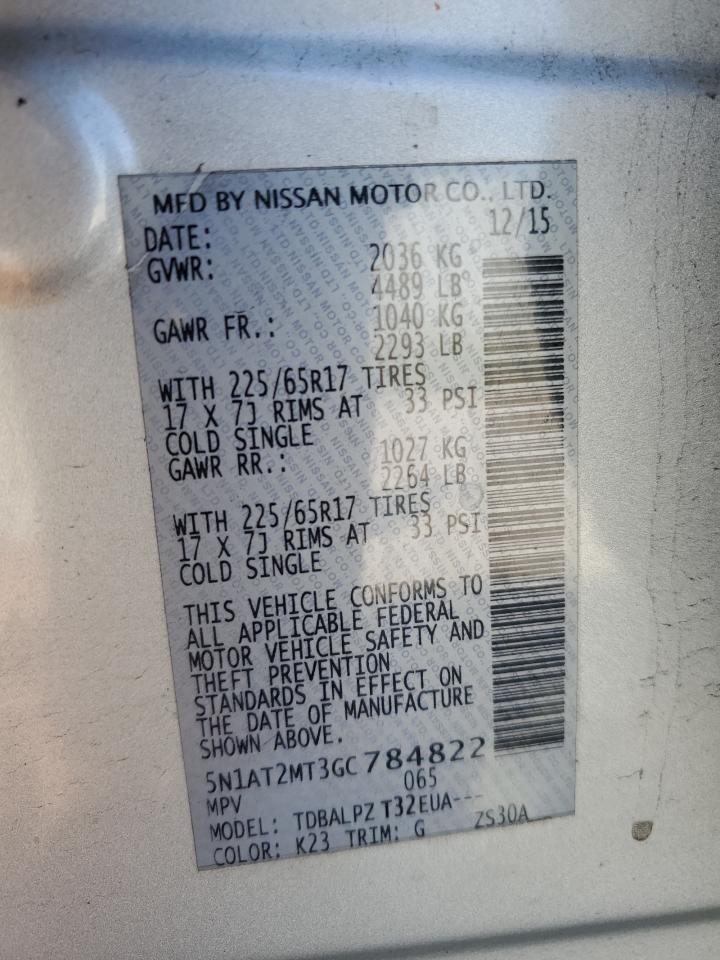 MFD BY NISSAN MOTOR CO., LTD.
DATE: 12/15
GVWR: 2036 KG
4489 LB
GAWR FR.: 1040 KG
2293 LB
WITH 225/65R17 TIRES
17 X 7J RIMS AT 33 PSI
COLD SINGLE
GAWR RR.: 1027 KG
2264 LB
WITH 225/65R17 TIRES
17 X 7J RIMS AT 33 PSI
COLD SINGLE
THIS VEHICLE CONFORMS TO
ALL APPLICABLE FEDERAL
MOTOR VEHICLE SAFETY AND
THEFT PREVENTION
STANDARDS IN EFFECT ON
THE DATE OF MANUFACTURE
SHOWN ABOVE.
5N1AT2MT3GC784822
MPV 065
MODEL: TDBALPZ T32EUA---
COLOR: K23 TRIM: G ZS30A